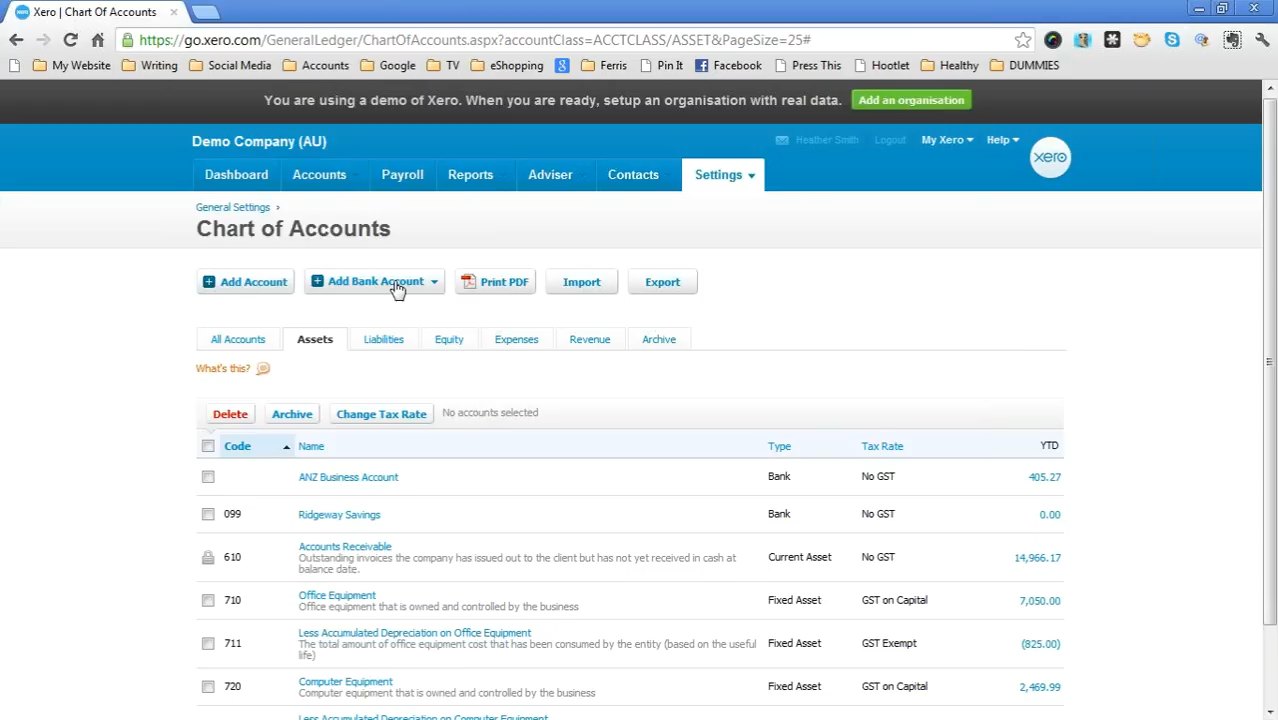 Xero | Chart Of Accounts
https://go.xero.com/GeneralLedger/ChartOfAccounts.aspx?accountClass=ACCTCLASS/ASSET&PageSize=25#
My Website Writing Social Media Accounts Google TV eShopping Ferris Pin It Facebook Press This Hootlet Healthy DUMMIES
You are using a demo of Xero. When you are ready, setup an organisation with real data. Add an organisation
Demo Company (AU) Heather Smith Logout My Xero Help
xero
Dashboard Accounts Payroll Reports Adviser Contacts Settings
General Settings ›
Chart of Accounts
Add Account Add Bank Account Print PDF Import Export
All Accounts Assets Liabilities Equity Expenses Revenue Archive
What's this?
Delete Archive Change Tax Rate No accounts selected
Code Name Type Tax Rate YTD
ANZ Business Account Bank No GST 405.27
099 Ridgeway Savings Bank No GST 0.00
Accounts Receivable
610 Outstanding invoices the company has issued out to the client but has not yet received in cash at Current Asset No GST 14,966.17
balance date.
Office Equipment
710 Office equipment that is owned and controlled by the business Fixed Asset GST on Capital 7,050.00
Less Accumulated Depreciation on Office Equipment
711 The total amount of office equipment cost that has been consumed by the entity (based on the useful Fixed Asset GST Exempt (825.00)
life)
Computer Equipment
720 Computer equipment that is owned and controlled by the business Fixed Asset GST on Capital 2,469.99
Less Accumulated Depreciation on Computer Equipment